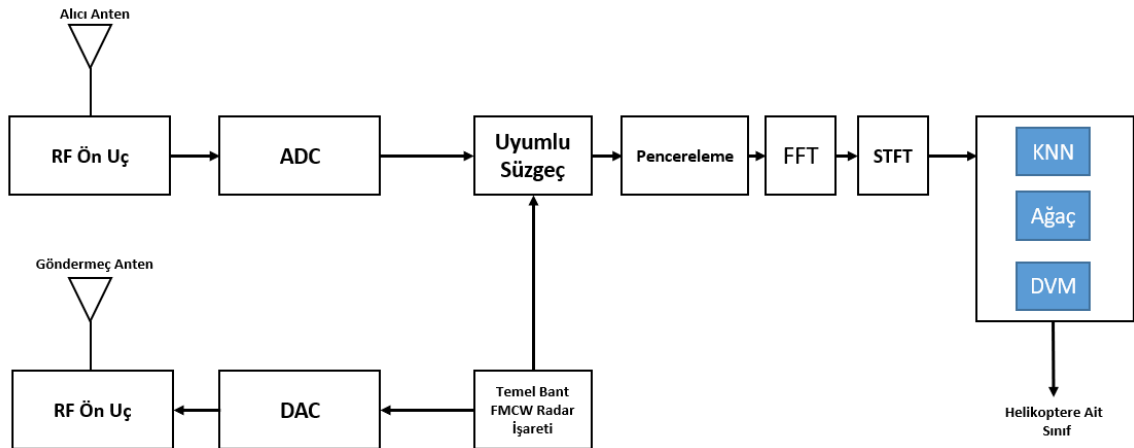 Alıcı Anten
RF Ön Uç
ADC
Uyumlu
Süzgeç
Pencereleme
FFT
STFT
KNN
Ağaç
DVM
Göndermeç Anten
RF Ön Uç
DAC
Temel Bant
FMCW Radar
İşareti
Helikoptere Ait
Sınıf